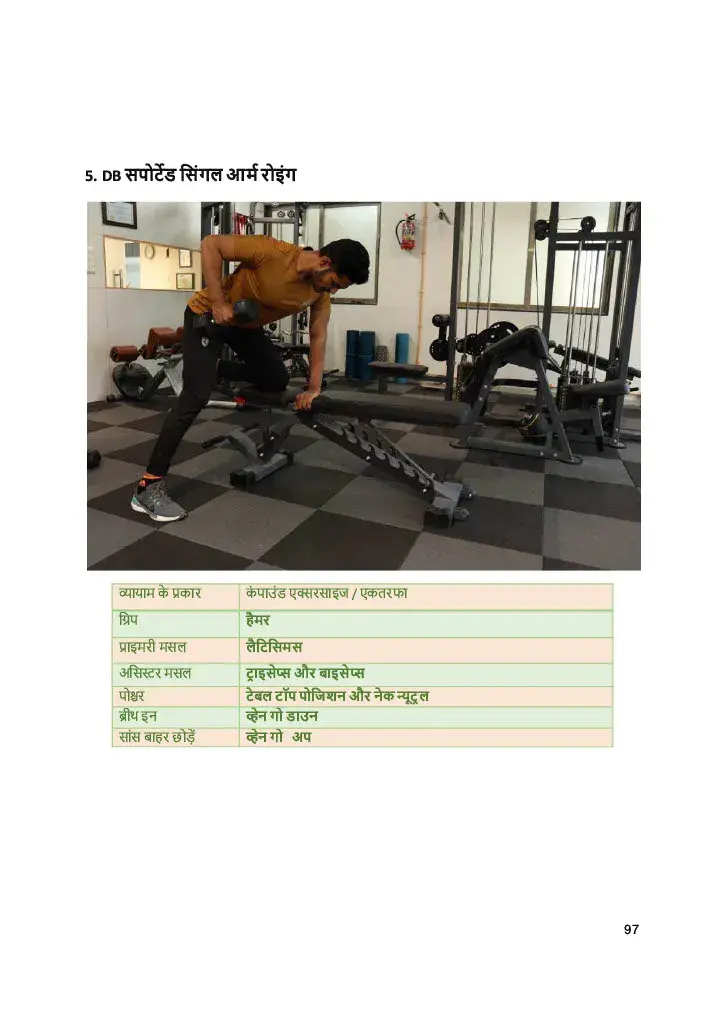 5. DB सपोर्टेड सिंगल आर्म रोइंग
व्यायाम के प्रकार कंपाउंड एक्सरसाइज / एकतरफा
ग्रिप हैमर
प्राइमरी मसल लैटिसिमस
असिस्टर मसल ट्राइसेप्स और बाइसेप्स
पोश्चर टेबल टॉप पोजिशन और नेक न्यूट्रल
ब्रीथ इन व्हेन गो डाउन
सांस बाहर छोड़ें व्हेन गो अप
97